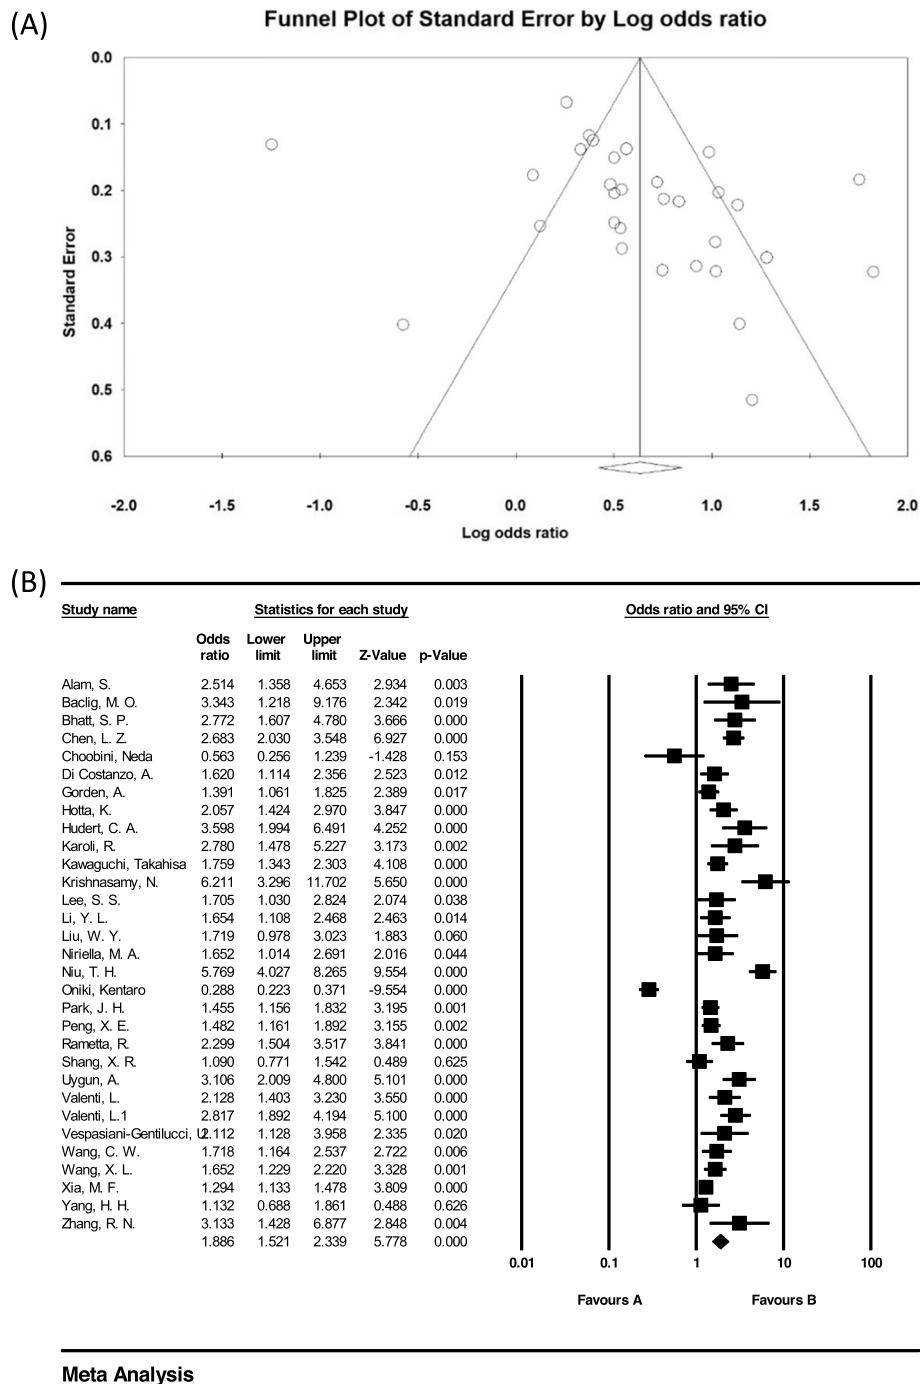 (A)
Funnel Plot of Standard Error by Log odds ratio
0.0
0.1
0.2
0.3
0.4
0.5
0.6
Standard Error
-2.0 -1.5 -1.0 -0.5 0.0 0.5 1.0 1.5 2.0
Log odds ratio
(B)
Study name Statistics for each study Odds ratio and 95% CI
Odds Lower Upper
ratio limit limit Z-Value p-Value
Alam, S. 2.514 1.358 4.653 2.934 0.003
Baclig, M. O. 3.343 1.218 9.176 2.342 0.019
Bhatt, S. P. 2.772 1.607 4.780 3.666 0.000
Chen, L. Z. 2.683 2.030 3.548 6.927 0.000
Choobini, Neda 0.563 0.256 1.239 -1.428 0.153
Di Costanzo, A. 1.620 1.114 2.356 2.523 0.012
Gorden, A. 1.391 1.061 1.825 2.389 0.017
Hotta, K. 2.057 1.424 2.970 3.847 0.000
Hudert, C. A. 3.598 1.994 6.491 4.252 0.000
Karoli, R. 2.780 1.478 5.227 3.173 0.002
Kawaguchi, Takahisa 1.759 1.343 2.303 4.108 0.000
Krishnasamy, N. 6.211 3.296 11.702 5.650 0.000
Lee, S. S. 1.705 1.030 2.824 2.074 0.038
Li, Y. L. 1.654 1.108 2.468 2.463 0.014
Liu, W. Y. 1.719 0.978 3.023 1.883 0.060
Niriella, M. A. 1.652 1.014 2.691 2.016 0.044
Niu, T. H. 5.769 4.027 8.265 9.554 0.000
Oniki, Kentaro 0.288 0.223 0.371 -9.554 0.000
Park, J. H. 1.455 1.156 1.832 3.195 0.001
Peng, X. E. 1.482 1.161 1.892 3.155 0.002
Rametta, R. 2.299 1.504 3.517 3.841 0.000
Shang, X. R. 1.090 0.771 1.542 0.489 0.625
Uygun, A. 3.106 2.009 4.800 5.101 0.000
Valenti, L. 2.128 1.403 3.230 3.550 0.000
Valenti, L.1 2.817 1.892 4.194 5.100 0.000
Vespasiani-Gentilucci, U. 2.112 1.128 3.958 2.335 0.020
Wang, C. W. 1.718 1.164 2.537 2.722 0.006
Wang, X. L. 1.652 1.229 2.220 3.328 0.001
Xia, M. F. 1.294 1.133 1.478 3.809 0.000
Yang, H. H. 1.132 0.688 1.861 0.488 0.626
Zhang, R. N. 3.133 1.428 6.877 2.848 0.004
1.886 1.521 2.339 5.778 0.000
0.01 0.1 1 10 100
Favours A Favours B
Meta Analysis